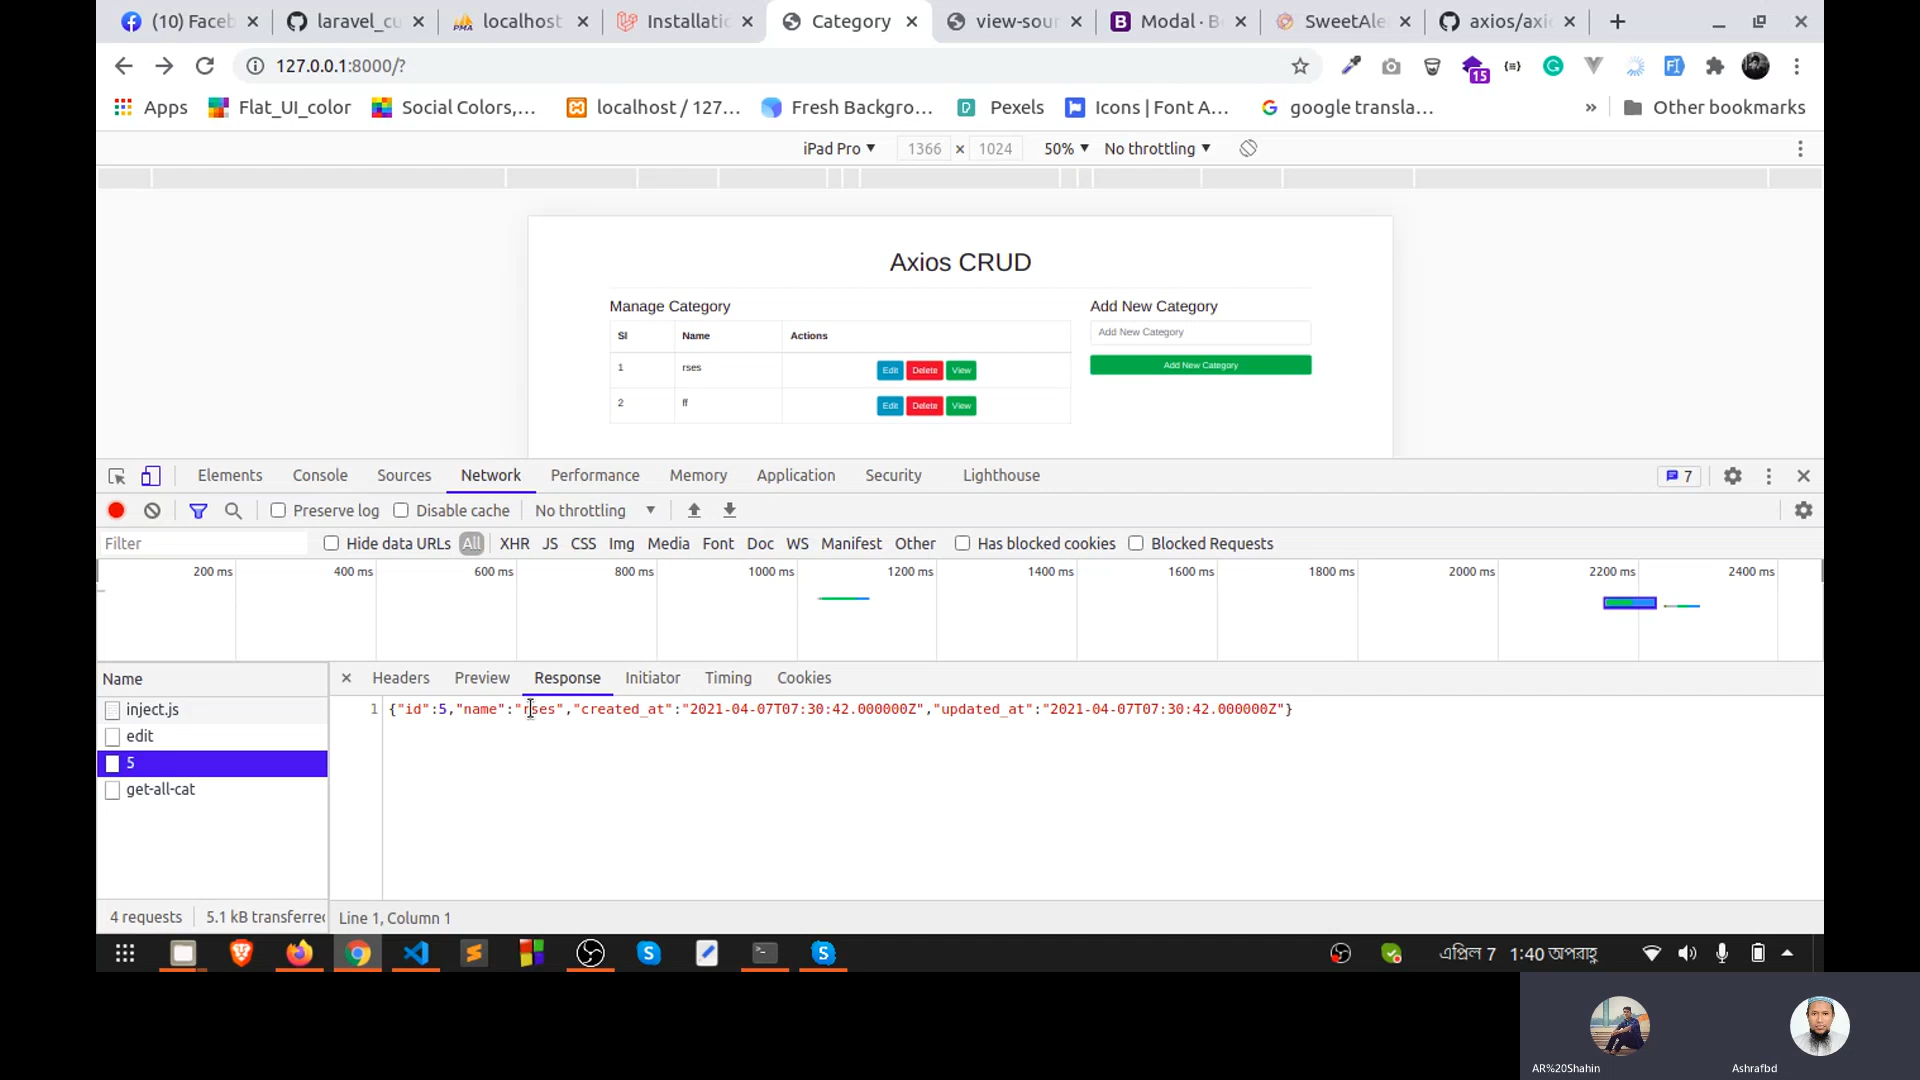 (10) Faceb
laravel_cu
localhost
Installatio
Category
view-sour
Modal · B
SweetAle
axios/axi
127.0.0.1:8000/?
15
Apps
Flat_UI_color
Social Colors,...
localhost / 127...
Fresh Backgro...
Pexels
Icons | Font A...
google transla...
»
Other bookmarks
iPad Pro
1366 × 1024
50%
No throttling
Axios CRUD
Manage Category
Add New Category
Sl Name Actions
Add New Category
1 rses Edit Delete View
Add New Category
2 ff Edit Delete View
Elements Console Sources Network Performance Memory Application Security Lighthouse
7
Preserve log Disable cache No throttling
Filter Hide data URLs All XHR JS CSS Img Media Font Doc WS Manifest Other Has blocked cookies Blocked Requests
200 ms 400 ms 600 ms 800 ms 1000 ms 1200 ms 1400 ms 1600 ms 1800 ms 2000 ms 2200 ms 2400 ms
Name
Headers Preview Response Initiator Timing Cookies
inject.js
1 {"id":5,"name":"rses","created_at":"2021-04-07T07:30:42.000000Z","updated_at":"2021-04-07T07:30:42.000000Z"}
edit
5
get-all-cat
4 requests 5.1 kB transferred
Line 1, Column 1
এপ্রিল 7 1:40 অপরাহ্ণ
AR%20Shahin
Ashrafbd